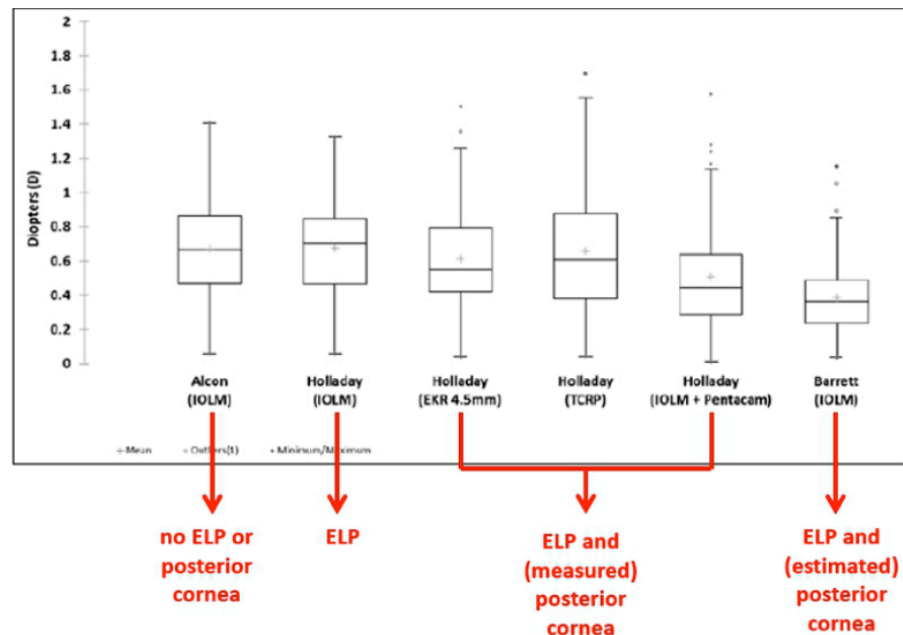 2
1.8
1.6
1.4
1.2
1
0.8
0.6
0.4
0.2
0
Diopters (D)
Alcon Holladay Holladay Holladay Holladay Barrett
(IOLM) (IOLM) (EKR 4.5mm) (TCRP) (IOLM + Pentacam) (IOLM)
+ Mean ∘ Outliers(1) • Minimum/Maximum
no ELP or
posterior
cornea
ELP
ELP and
(measured)
posterior
cornea
ELP and
(estimated)
posterior
cornea